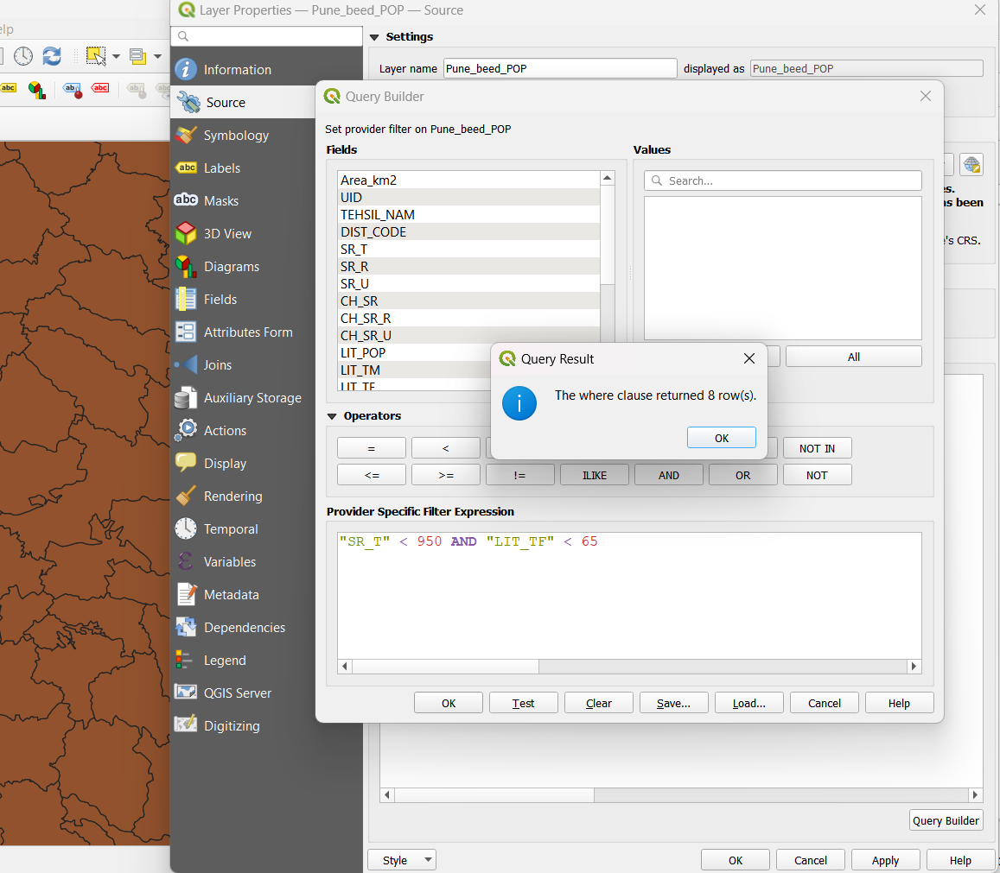 Layer Properties — Pune_beed_POP — Source
elp
Settings
Layer name Pune_beed_POP displayed as Pune_beed_POP
Information
Source
Symbology
Labels
Masks
3D View
Diagrams
Fields
Attributes Form
Joins
Auxiliary Storage
Actions
Display
Rendering
Temporal
Variables
Metadata
Dependencies
Legend
QGIS Server
Digitizing
abc
ab
abc
abc
abc
Query Builder
Set provider filter on Pune_beed_POP
Fields
Values
Area_km2
UID
TEHSIL_NAM
DIST_CODE
SR_T
SR_R
SR_U
CH_SR
CH_SR_R
CH_SR_U
LIT_POP
LIT_TM
LIT_TF
Search...
All
s.
s been
's CRS.
Query Result
The where clause returned 8 row(s).
OK
Operators
= < NOT IN
<= >= != ILIKE AND OR NOT
Provider Specific Filter Expression
"SR_T" < 950 AND "LIT_TF" < 65
OK Test Clear Save... Load... Cancel Help
Query Builder
Style OK Cancel Apply Help